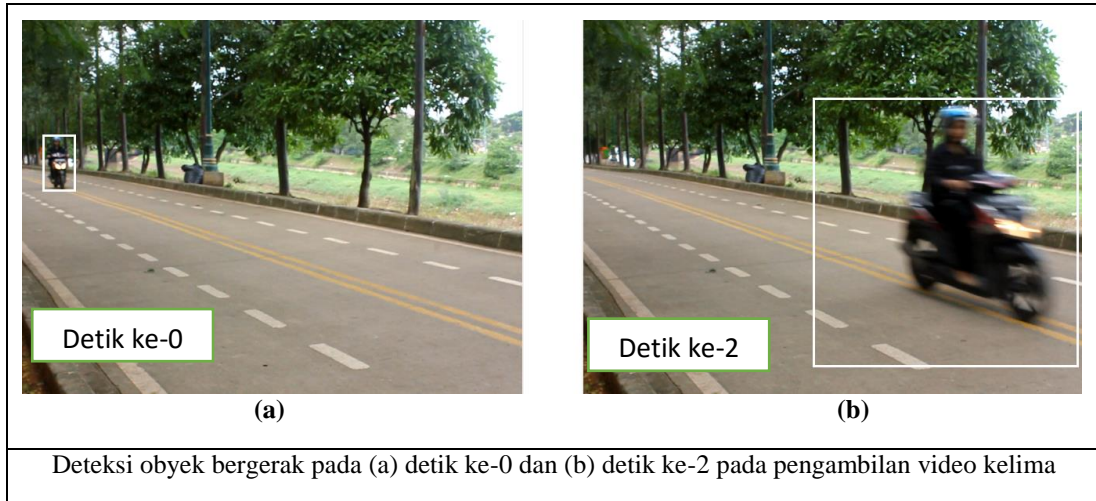 Detik ke-0
Detik ke-2
(a)
(b)
Deteksi obyek bergerak pada (a) detik ke-0 dan (b) detik ke-2 pada pengambilan video kelima